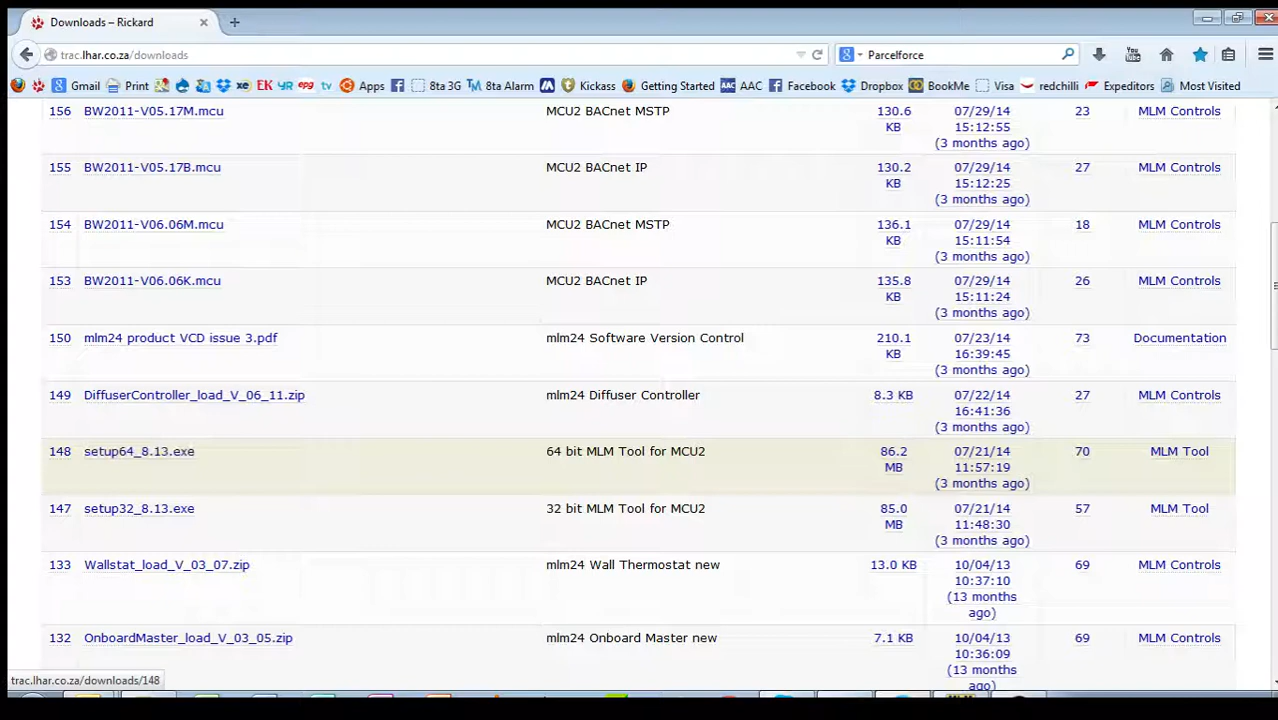 Downloads – Rickard
trac.lhar.co.za/downloads
Parcelforce
Gmail Print EK YR epg tv Apps 8ta 3G 8ta Alarm Kickass Getting Started AAC AAC Facebook Dropbox BookMe Visa redchilli Expeditors Most Visited
156 BW2011-V05.17M.mcu MCU2 BACnet MSTP 130.6 07/29/14 23 MLM Controls
KB 15:12:55
(3 months ago)
155 BW2011-V05.17B.mcu MCU2 BACnet IP 130.2 07/29/14 27 MLM Controls
KB 15:12:25
(3 months ago)
154 BW2011-V06.06M.mcu MCU2 BACnet MSTP 136.1 07/29/14 18 MLM Controls
KB 15:11:54
(3 months ago)
153 BW2011-V06.06K.mcu MCU2 BACnet IP 135.8 07/29/14 26 MLM Controls
KB 15:11:24
(3 months ago)
150 mlm24 product VCD issue 3.pdf mlm24 Software Version Control 210.1 07/23/14 73 Documentation
KB 16:39:45
(3 months ago)
149 DiffuserController_load_V_06_11.zip mlm24 Diffuser Controller 8.3 KB 07/22/14 27 MLM Controls
16:41:36
(3 months ago)
148 setup64_8.13.exe 64 bit MLM Tool for MCU2 86.2 07/21/14 70 MLM Tool
MB 11:57:19
(3 months ago)
147 setup32_8.13.exe 32 bit MLM Tool for MCU2 85.0 07/21/14 57 MLM Tool
MB 11:48:30
(3 months ago)
133 Wallstat_load_V_03_07.zip mlm24 Wall Thermostat new 13.0 KB 10/04/13 69 MLM Controls
10:37:10
(13 months
ago)
132 OnboardMaster_load_V_03_05.zip mlm24 Onboard Master new 7.1 KB 10/04/13 69 MLM Controls
10:36:09
(13 months
ago)
trac.lhar.co.za/downloads/148